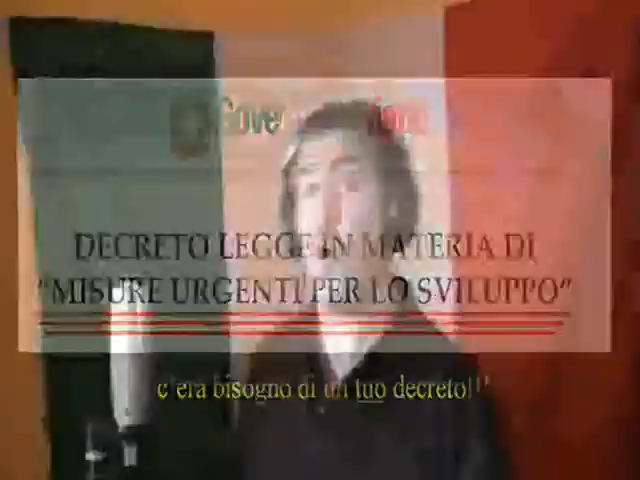 DECRETO LEGGE IN MATERIA DI
“MISURE URGENTI PER LO SVILUPPO”
c'era bisogno di un tuo decreto!!!